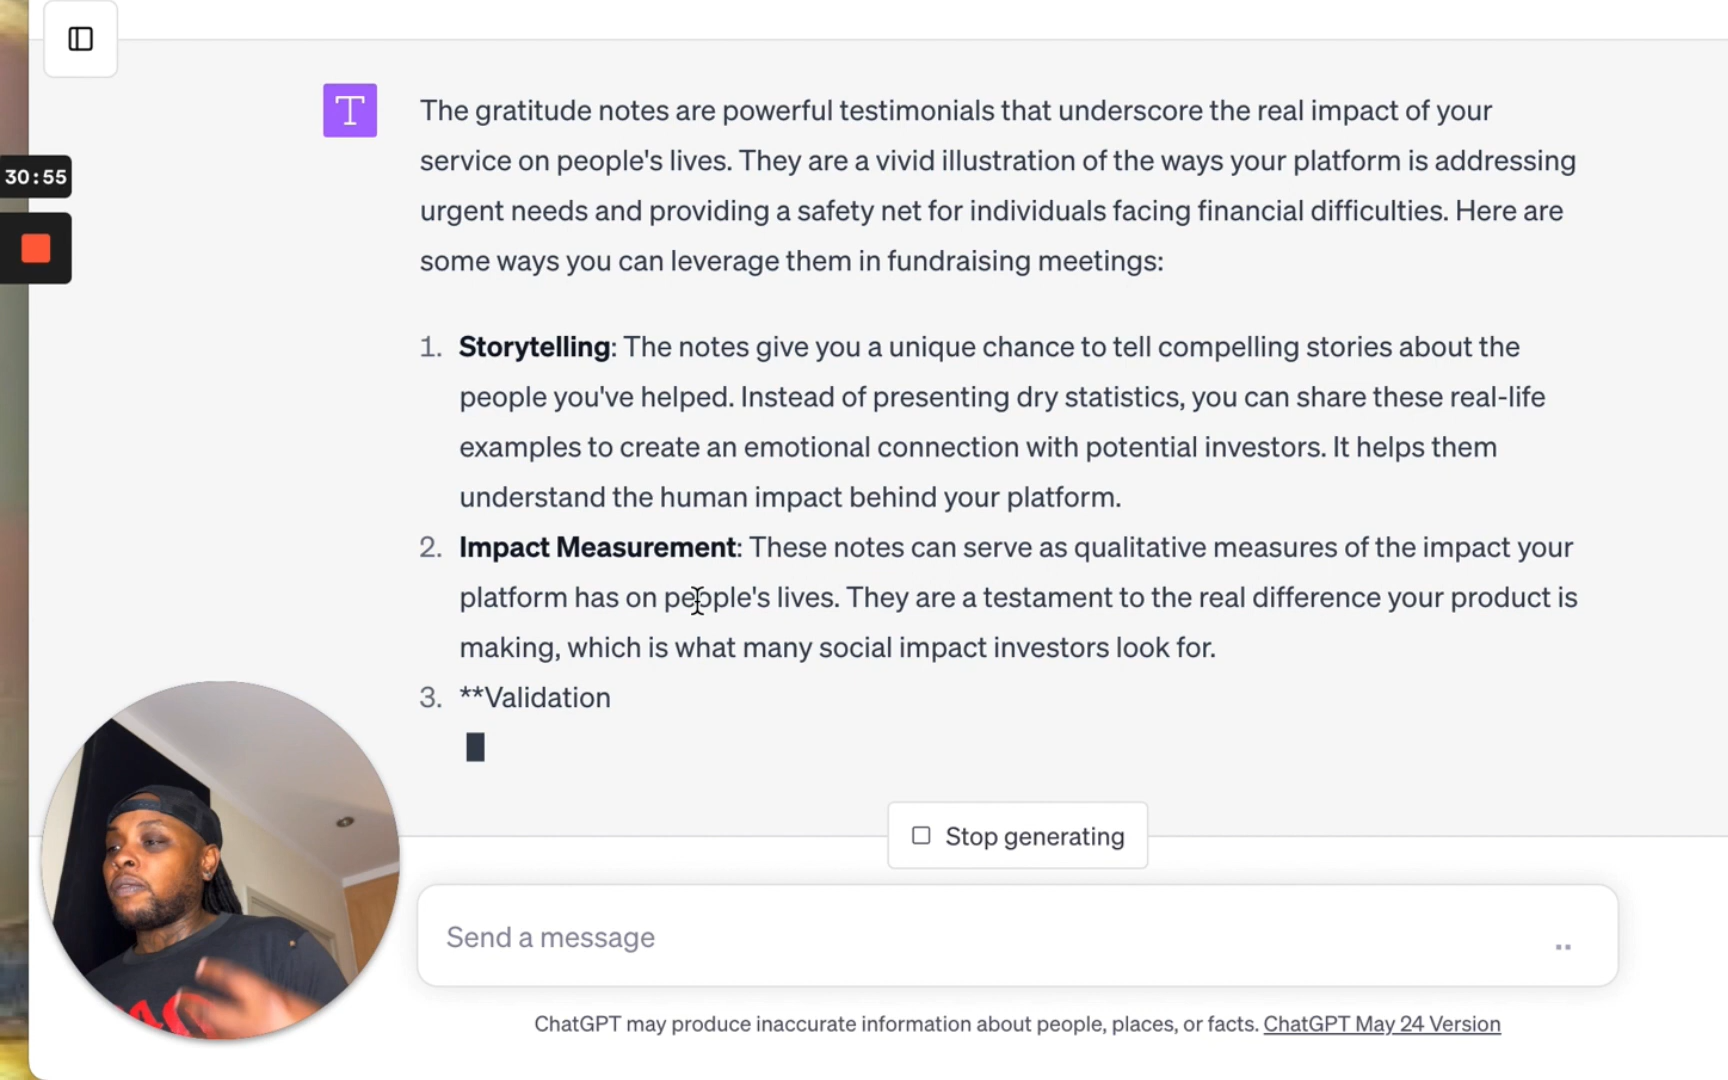 T
The gratitude notes are powerful testimonials that underscore the real impact of your
service on people's lives. They are a vivid illustration of the ways your platform is addressing
urgent needs and providing a safety net for individuals facing financial difficulties. Here are
some ways you can leverage them in fundraising meetings:
30:55
1. Storytelling: The notes give you a unique chance to tell compelling stories about the
people you've helped. Instead of presenting dry statistics, you can share these real-life
examples to create an emotional connection with potential investors. It helps them
understand the human impact behind your platform.
2. Impact Measurement: These notes can serve as qualitative measures of the impact your
platform has on people's lives. They are a testament to the real difference your product is
making, which is what many social impact investors look for.
3. **Validation
Stop generating
Send a message
ChatGPT may produce inaccurate information about people, places, or facts. ChatGPT May 24 Version